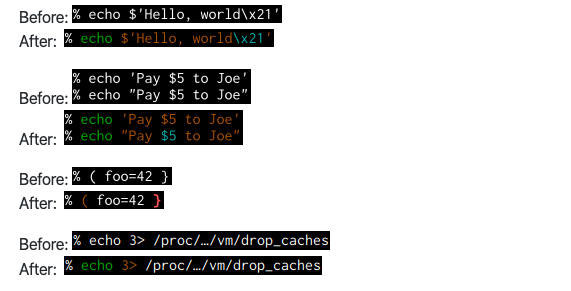 Before: % echo $'Hello, world\x21'
After: % echo $'Hello, world\x21'
% echo 'Pay $5 to Joe'
Before: % echo "Pay $5 to Joe"
% echo 'Pay $5 to Joe'
After: % echo "Pay $5 to Joe"
Before: % ( foo=42 }
After: % ( foo=42 }
Before: % echo 3> /proc/…/vm/drop_caches
After: % echo 3> /proc/…/vm/drop_caches